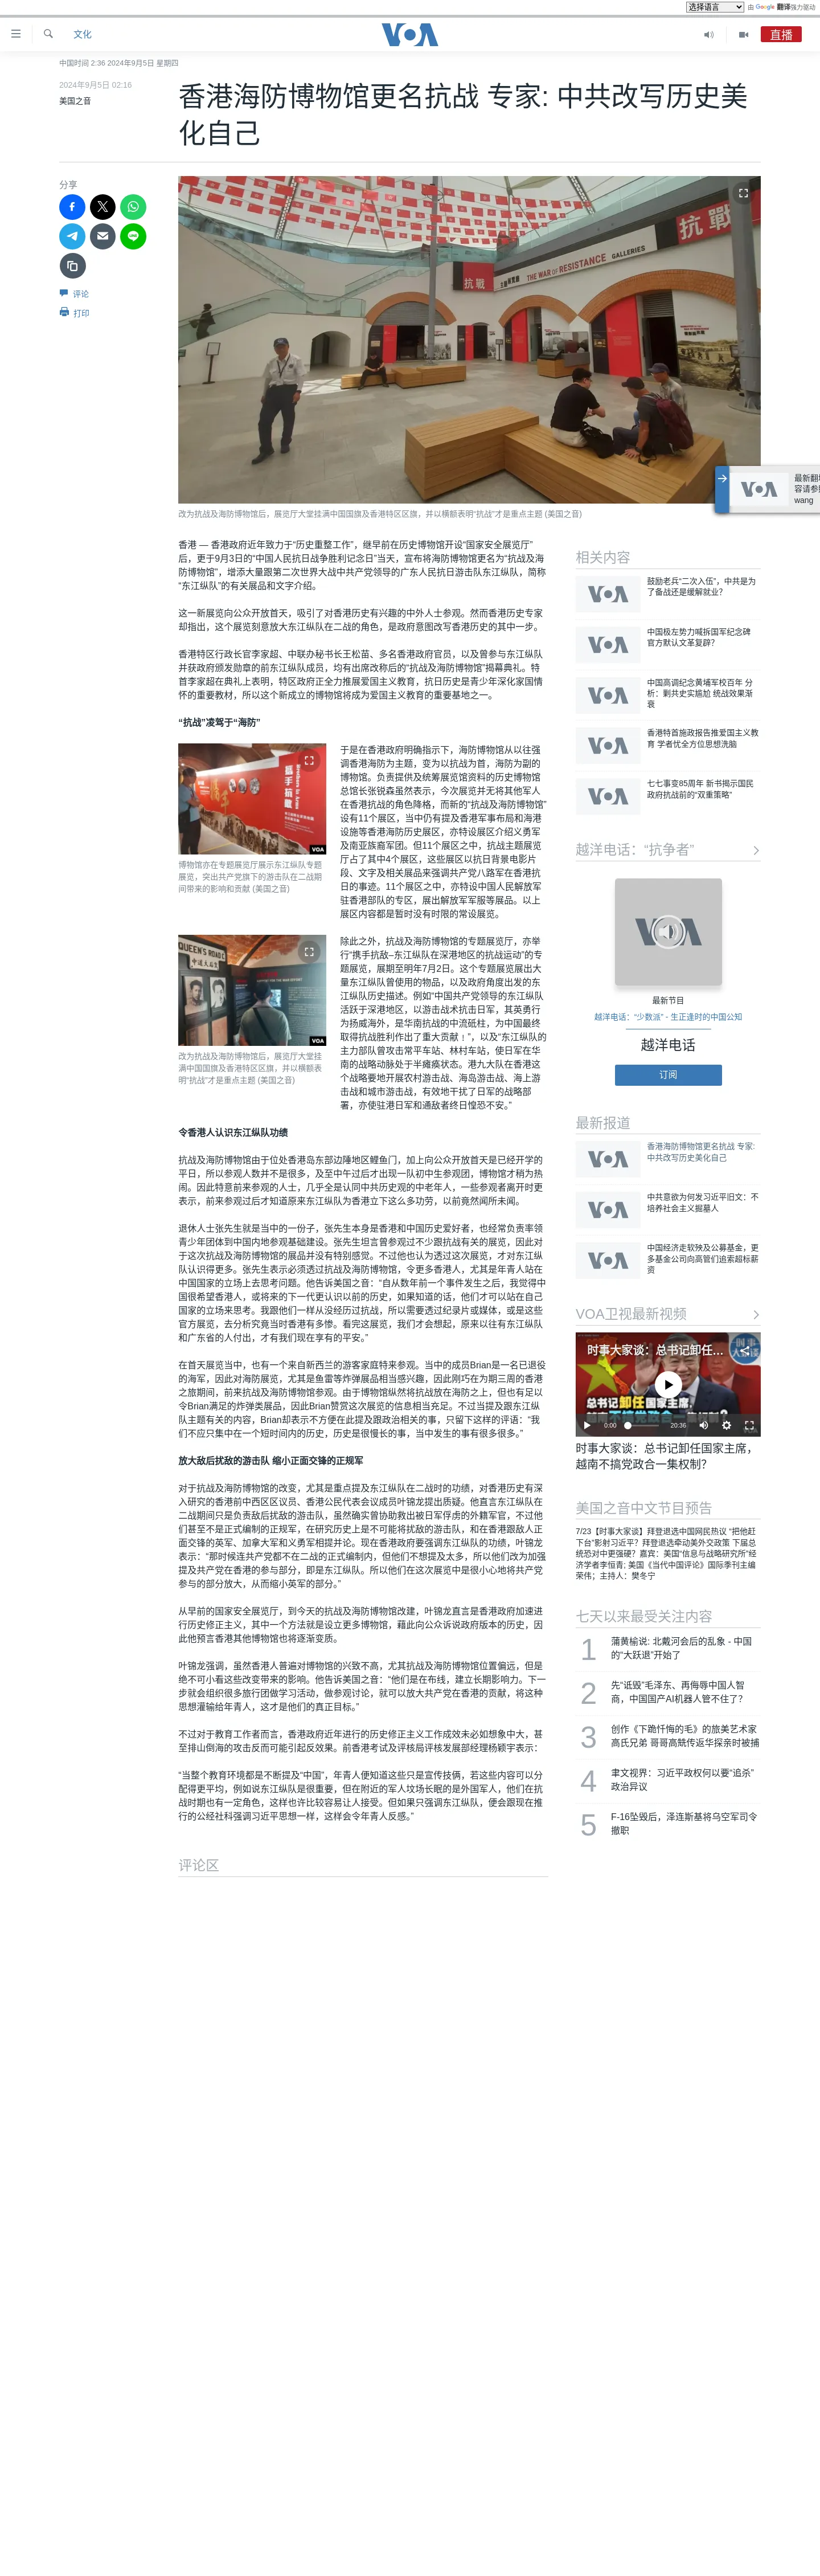 选择语言
由 Google 翻译强力驱动
文化
VOA
直播
中国时间 2:36 2024年9月5日 星期四
2024年9月5日 02:16
美国之音
香港海防博物馆更名抗战 专家: 中共改写历史美
化自己
分享
评论
打印
抗戰
抗戰
THE WAR OF RESISTANCE GALLERIES
改为抗战及海防博物馆后，展览厅大堂挂满中国国旗及香港特区区旗，并以横额表明“抗战”才是重点主题 (美国之音)
香港 — 香港政府近年致力于“历史重整工作”，继早前在历史博物馆开设“国家安全展览厅”
后，更于9月3日的“中国人民抗日战争胜利记念日”当天，宣布将海防博物馆更名为“抗战及海
防博物馆”，增添大量跟第二次世界大战中共产党领导的广东人民抗日游击队东江纵队，简称
“东江纵队”的有关展品和文字介绍。
这一新展览向公众开放首天，吸引了对香港历史有兴趣的中外人士参观。然而香港历史专家
却指出，这个展览刻意放大东江纵队在二战的角色，是政府意图改写香港历史的其中一步。
香港特区行政长官李家超、中联办秘书长王松苗、多名香港政府官员，以及曾参与东江纵队
并获政府颁发勋章的前东江纵队成员，均有出席改称后的“抗战及海防博物馆”揭幕典礼。特
首李家超在典礼上表明，特区政府正全力推展爱国主义教育，抗日历史是青少年深化家国情
怀的重要教材，所以这个新成立的博物馆将成为爱国主义教育的重要基地之一。
“抗战”凌驾于“海防”
VOA
博物馆亦在专题展览厅展示东江纵队专题
展览，突出共产党旗下的游击队在二战期
间带来的影响和贡献 (美国之音)
于是在香港政府明确指示下，海防博物馆从以往强
调香港海防为主题，变为以抗战为首，海防为副的
博物馆。负责提供及统筹展览馆资料的历史博物馆
总馆长张锐森虽然表示，今次展览并无将其他军人
在香港抗战的角色降格，而新的“抗战及海防博物馆”
设有11个展区，当中仍有提及香港军事布局和海港
设施等香港海防历史展区，亦特设展区介绍义勇军
及南亚族裔军团。但11个展区之中，抗战主题展览
厅占了其中4个展区，这些展区以抗日背景电影片
段、文字及相关展品来强调共产党八路军在香港抗
日的事迹。11个展区之中，亦特设中国人民解放军
驻香港部队的专区，展出解放军军服等展品。以上
展区内容都是暂时没有时限的常设展览。
QUEEN'S ROAD C
VOA
改为抗战及海防博物馆后，展览厅大堂挂
满中国国旗及香港特区区旗，并以横额表
明“抗战”才是重点主题 (美国之音)
除此之外，抗战及海防博物馆的专题展览厅，亦举
行“携手抗敌–东江纵队在深港地区的抗战运动”的专
题展览，展期至明年7月2日。这个专题展览展出大
量东江纵队曾使用的物品，以及政府角度出发的东
江纵队历史描述。例如“中国共产党领导的东江纵队
活跃于深港地区，以游击战术抗击日军，其英勇行
为扬威海外，是华南抗战的中流砥柱，为中国最终
取得抗战胜利作出了重大贡献﹗”，以及“东江纵队的
主力部队曾攻击常平车站、林村车站，使日军在华
南的战略动脉处于半瘫痪状态。港九大队在香港这
个战略要地开展农村游击战、海岛游击战、海上游
击战和城市游击战，有效地干扰了日军的战略部
署，亦使驻港日军和通敌者终日惶恐不安。”
令香港人认识东江纵队功绩
抗战及海防博物馆由于位处香港岛东部边陲地区鲤鱼门，加上向公众开放首天是已经开学的
平日，所以参观人数并不是很多，及至中午过后才出现一队初中生参观团，博物馆才稍为热
闹。因此特意前来参观的人士，几乎全是认同中共历史观的中老年人，一些参观者离开时更
表示，前来参观过后才知道原来东江纵队为香港立下这么多功劳，以前竟然闻所未闻。
退休人士张先生就是当中的一份子，张先生本身是香港和中国历史爱好者，也经常负责率领
青少年团体到中国内地参观基础建设。张先生坦言曾参观过不少跟抗战有关的展览，因此对
于这次抗战及海防博物馆的展品并没有特别感觉。不过他也认为透过这次展览，才对东江纵
队认识得更多。张先生表示必须透过抗战及海防博物馆，令更多香港人，尤其是年青人站在
中国国家的立场上去思考问题。他告诉美国之音：“自从数年前一个事件发生之后，我觉得中
国很希望香港人，或将来的下一代更认识以前的历史，如果知道的话，他们才可以站在自己
国家的立场来思考。我跟他们一样从没经历过抗战，所以需要透过纪录片或媒体，或是这些
官方展览，去分析究竟当时香港有多惨。看完这展览，我们才会想起，原来以往有东江纵队
和广东省的人付出，才有我们现在享有的平安。”
在首天展览当中，也有一个来自新西兰的游客家庭特来参观。当中的成员Brian是一名已退役
的海军，因此对海防展览，尤其是鱼雷等炸弹展品相当感兴趣，因此刚巧在为期三周的香港
之旅期间，前来抗战及海防博物馆参观。由于博物馆纵然将抗战放在海防之上，但也有足以
令Brian满足的炸弹类展品，因此Brian赞赏这次展览的信息相当充足。不过当提及跟东江纵
队主题有关的内容，Brian却表示不方便在此提及跟政治相关的事，只留下这样的评语：“我
们不应只集中在一个短时间内的历史，历史是很慢长的事，当中发生的事有很多很多。”
放大敌后扰敌的游击队 缩小正面交锋的正规军
对于抗战及海防博物馆的改变，尤其是重点提及东江纵队在二战时的功绩，对香港历史有深
入研究的香港前中西区区议员、香港公民代表会议成员叶锦龙提出质疑。他直言东江纵队在
二战期间只是负责敌后扰敌的游击队，虽然确实曾协助救出被日军俘虏的外籍军官，不过他
们甚至不是正式编制的正规军，在研究历史上是不可能将扰敌的游击队，和在香港跟敌人正
面交锋的英军、加拿大军和义勇军相提并论。现在香港政府要强调东江纵队的功绩，叶锦龙
表示：“那时候连共产党都不在二战的正式编制内，但他们不想提及太多，所以他们改为加强
提及共产党在香港的参与部分，即是东江纵队。所以他们在这次展览中是很小心地将共产党
参与的部分放大，从而缩小英军的部分。”
从早前的国家安全展览厅，到今天的抗战及海防博物馆改建，叶锦龙直言是香港政府加速进
行历史修正主义，其中一个方法就是设立更多博物馆，藉此向公众诉说政府版本的历史，因
此他预言香港其他博物馆也将逐渐变质。
叶锦龙强调，虽然香港人普遍对博物馆的兴致不高，尤其抗战及海防博物馆位置偏远，但是
绝不可小看这些改变带来的影响。他告诉美国之音：“他们是在布线，建立长期影响力。下一
步就会组织很多旅行团做学习活动，做参观讨论，就可以放大共产党在香港的贡献，将这种
思想灌输给年青人，这才是他们的真正目标。”
不过对于教育工作者而言，香港政府近年进行的历史修正主义工作成效未必如想象中大，甚
至排山倒海的攻击反而可能引起反效果。前香港考试及评核局评核发展部经理杨颖宇表示：
“当整个教育环境都是不断提及“中国”，年青人便知道这些只是宣传技俩，若这些内容可以分
配得更平均，例如说东江纵队是很重要，但在附近的军人坟场长眠的是外国军人，他们在抗
战时期也有一定角色，这样也许比较容易让人接受。但如果只强调东江纵队，便会跟现在推
行的公经社科强调习近平思想一样，这样会令年青人反感。”
评论区
VOA
最新翻
容请参
wang
相关内容
VOA
鼓励老兵“二次入伍”，中共是为
了备战还是缓解就业？
VOA
中国极左势力喊拆国军纪念碑
官方默认文革复辟？
VOA
中国高调纪念黄埔军校百年 分
析：剿共史实尴尬 统战效果渐
衰
VOA
香港特首施政报告推爱国主义教
育 学者忧全方位思想洗脑
VOA
七七事变85周年 新书揭示国民
政府抗战前的“双重策略”
越洋电话：“抗争者”
VOA
最新节目
越洋电话：“少数派” - 生正逢时的中国公知
越洋电话
订阅
最新报道
VOA
香港海防博物馆更名抗战 专家:
中共改写历史美化自己
VOA
中共意欲为何发习近平旧文：不
培养社会主义掘墓人
VOA
中国经济走软殃及公募基金，更
多基金公司向高管们追索超标薪
资
VOA卫视最新视频
时事大家谈：总书记卸任…
总书记卸任国家主席，
0:00
20:36
时事大家谈：总书记卸任国家主席，
越南不搞党政合一集权制？
美国之音中文节目预告
7/23【时事大家谈】拜登退选中国网民热议 “把他赶
下台”影射习近平？拜登退选牵动美外交政策 下届总
统恐对中更强硬？嘉宾：美国“信息与战略研究所”经
济学者李恒青; 美国《当代中国评论》国际季刊主编
荣伟；主持人：樊冬宁
七天以来最受关注内容
1
蒲黄榆说: 北戴河会后的乱象 - 中国
的“大跃退”开始了
2
先“诋毁”毛泽东、再侮辱中国人智
商，中国国产AI机器人管不住了？
3
创作《下跪忏悔的毛》的旅美艺术家
高氏兄弟 哥哥高兟传返华探亲时被捕
4
聿文视界：习近平政权何以要“追杀”
政治异议
5
F-16坠毁后，泽连斯基将乌空军司令
撤职